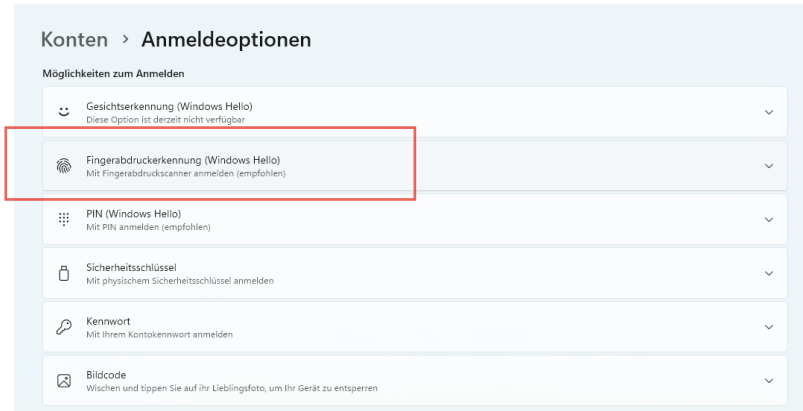 Konten > Anmeldeoptionen
Möglichkeiten zum Anmelden
Gesichtserkennung (Windows Hello)
Diese Option ist derzeit nicht verfügbar
Fingerabdruckerkennung (Windows Hello)
Mit Fingerabdruckscanner anmelden (empfohlen)
PIN (Windows Hello)
Mit PIN anmelden (empfohlen)
Sicherheitsschlüssel
Mit physischem Sicherheitsschlüssel anmelden
Kennwort
Mit Ihrem Kontokennwort anmelden
Bildcode
Wischen und tippen Sie auf ihr Lieblingsfoto, um Ihr Gerät zu entsperren